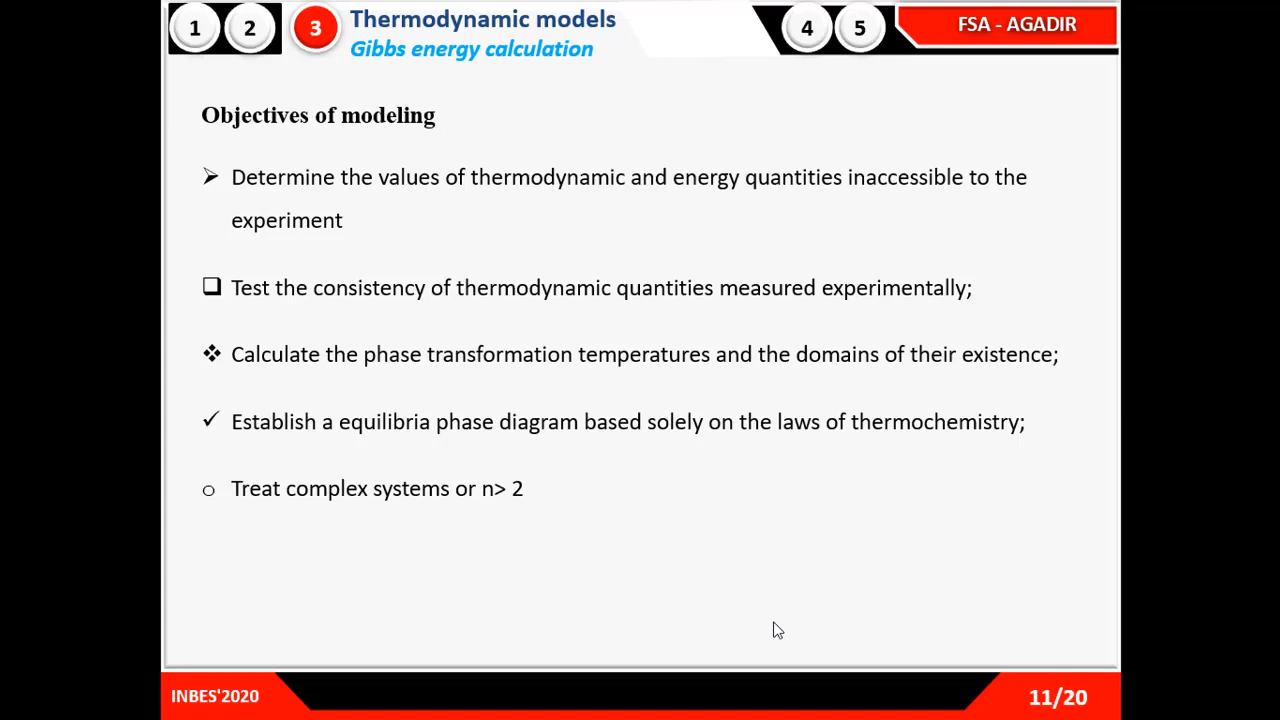 1 2 3 Thermodynamic models 4 5 FSA - AGADIR
Gibbs energy calculation
Objectives of modeling
➢ Determine the values of thermodynamic and energy quantities inaccessible to the
experiment
❑ Test the consistency of thermodynamic quantities measured experimentally;
❖ Calculate the phase transformation temperatures and the domains of their existence;
✓ Establish a equilibria phase diagram based solely on the laws of thermochemistry;
o Treat complex systems or n> 2
INBES'2020 11/20